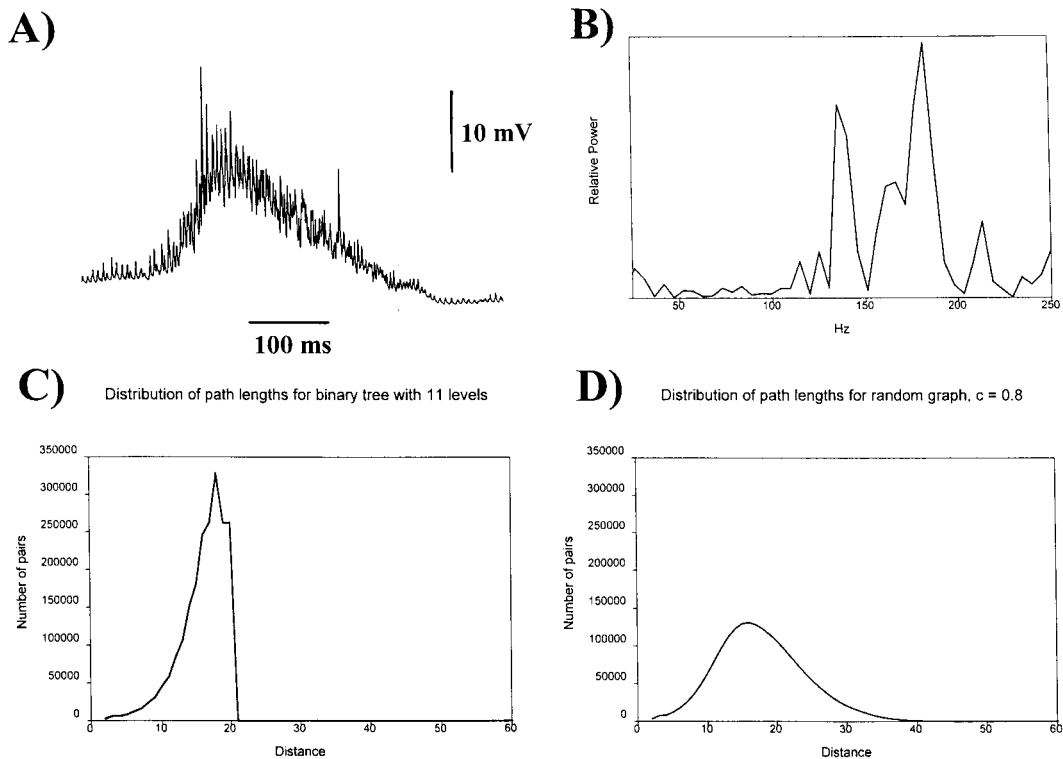 A)
10 mV
100 ms
B)
Relative Power
50
100
150
200
250
Hz
C)
Distribution of path lengths for binary tree with 11 levels
Number of pairs
350000
300000
250000
200000
150000
100000
50000
0
0
10
20
30
40
50
60
Distance
D)
Distribution of path lengths for random graph, c = 0.8
Number of pairs
350000
300000
250000
200000
150000
100000
50000
0
0
10
20
30
40
50
60
Distance